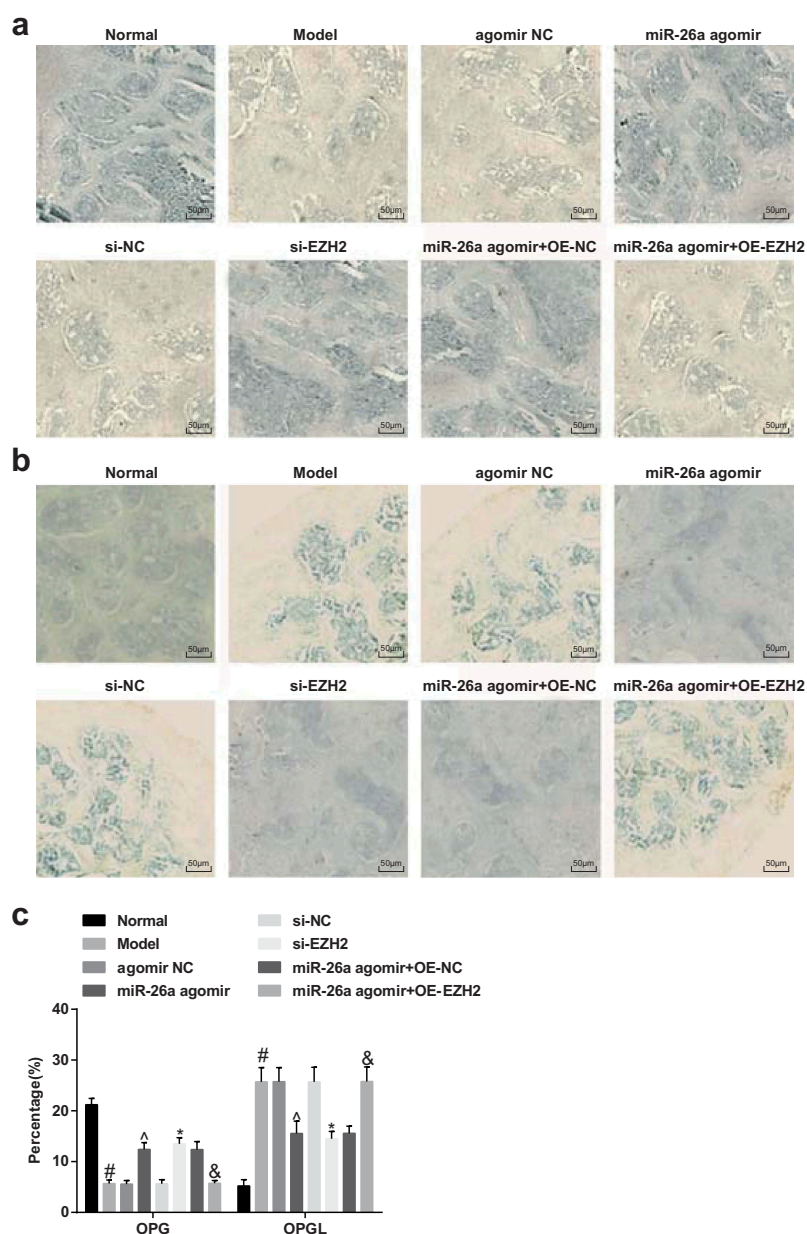 a
Normal Model agomir NC miR-26a agomir
50μm 50μm 50μm 50μm
si-NC si-EZH2 miR-26a agomir+OE-NC miR-26a agomir+OE-EZH2
50μm 50μm 50μm 50μm
b
Normal Model agomir NC miR-26a agomir
50μm 50μm 50μm 50μm
si-NC si-EZH2 miR-26a agomir+OE-NC miR-26a agomir+OE-EZH2
50μm 50μm 50μm 50μm
c
Normal si-NC
Model si-EZH2
agomir NC miR-26a agomir+OE-NC
miR-26a agomir miR-26a agomir+OE-EZH2
Percentage(%)
40
30
20
10
0
# ^ * & # ^ * &
OPG OPGL